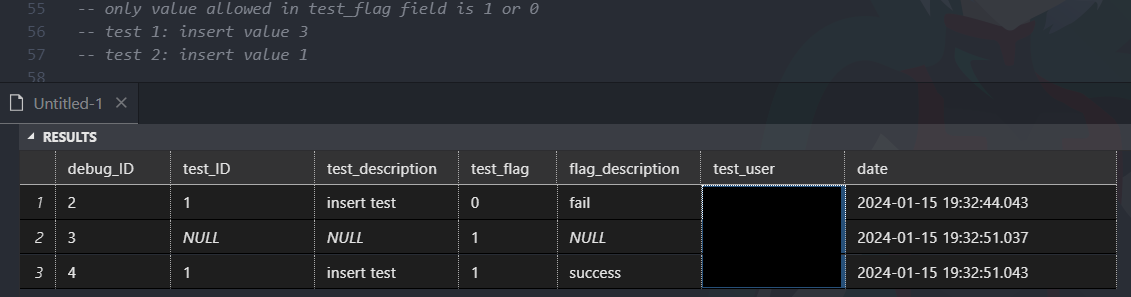 55 -- only value allowed in test_flag field is 1 or 0
56 -- test 1: insert value 3
57 -- test 2: insert value 1
58
Untitled-1
RESULTS
debug_ID test_ID test_description test_flag flag_description test_user date
1 2 1 insert test 0 fail 2024-01-15 19:32:44.043
2 3 NULL NULL 1 NULL 2024-01-15 19:32:51.037
3 4 1 insert test 1 success 2024-01-15 19:32:51.043